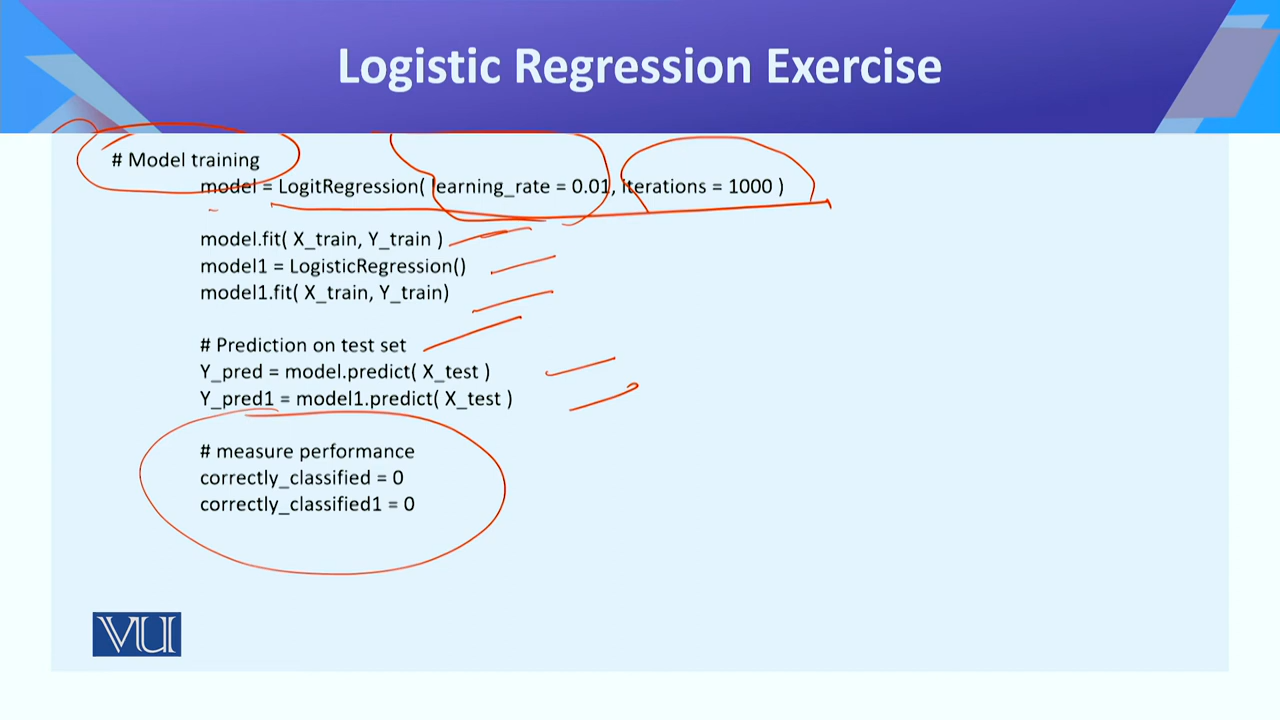 Logistic Regression Exercise
# Model training
model = LogitRegression( learning_rate = 0.01, iterations = 1000 )
model.fit( X_train, Y_train )
model1 = LogisticRegression()
model1.fit( X_train, Y_train)
# Prediction on test set
Y_pred = model.predict( X_test )
Y_pred1 = model1.predict( X_test )
# measure performance
correctly_classified = 0
correctly_classified1 = 0
VU